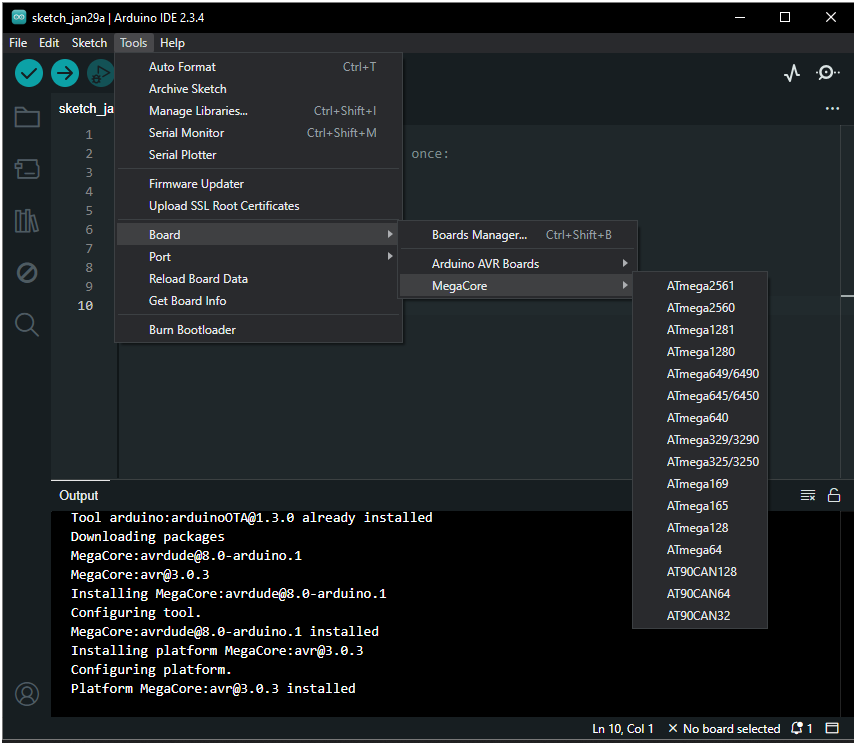 sketch_jan29a | Arduino IDE 2.3.4
File Edit Sketch Tools Help
sketch_ja
Auto Format Ctrl+T
Archive Sketch
Manage Libraries... Ctrl+Shift+I
Serial Monitor Ctrl+Shift+M
Serial Plotter
Firmware Updater
Upload SSL Root Certificates
Board
Port
Reload Board Data
Get Board Info
Burn Bootloader
Boards Manager... Ctrl+Shift+B
Arduino AVR Boards
MegaCore
ATmega2561
ATmega2560
ATmega1281
ATmega1280
ATmega649/6490
ATmega645/6450
ATmega640
ATmega329/3290
ATmega325/3250
ATmega169
ATmega165
ATmega128
ATmega64
AT90CAN128
AT90CAN64
AT90CAN32
1
2
3
4
5
6
7
8
9
10
once:
Output
Tool arduino:arduinoOTA@1.3.0 already installed
Downloading packages
MegaCore:avrdude@8.0-arduino.1
MegaCore:avr@3.0.3
Installing MegaCore:avrdude@8.0-arduino.1
Configuring tool.
MegaCore:avrdude@8.0-arduino.1 installed
Installing platform MegaCore:avr@3.0.3
Configuring platform.
Platform MegaCore:avr@3.0.3 installed
Ln 10, Col 1 No board selected 1